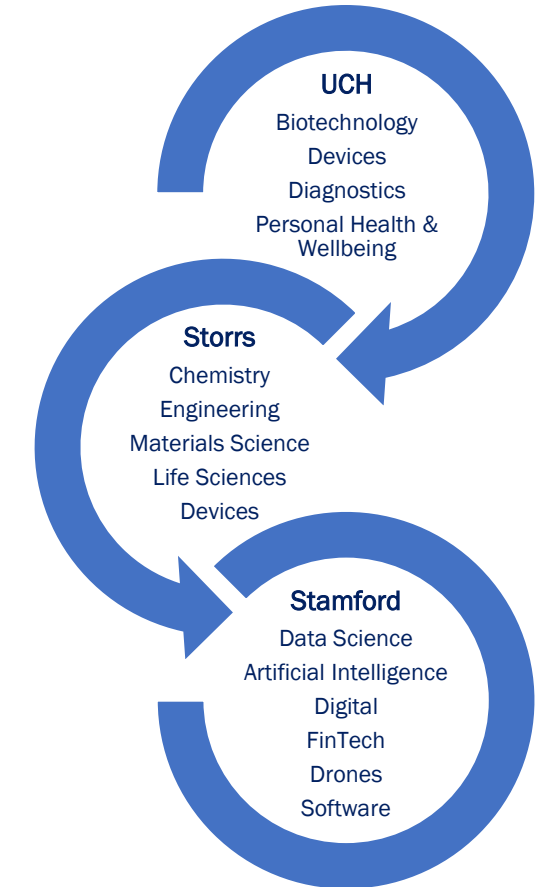 UCH
Biotechnology
Devices
Diagnostics
Personal Health &
Wellbeing
Storrs
Chemistry
Engineering
Materials Science
Life Sciences
Devices
Stamford
Data Science
Artificial Intelligence
Digital
FinTech
Drones
Software